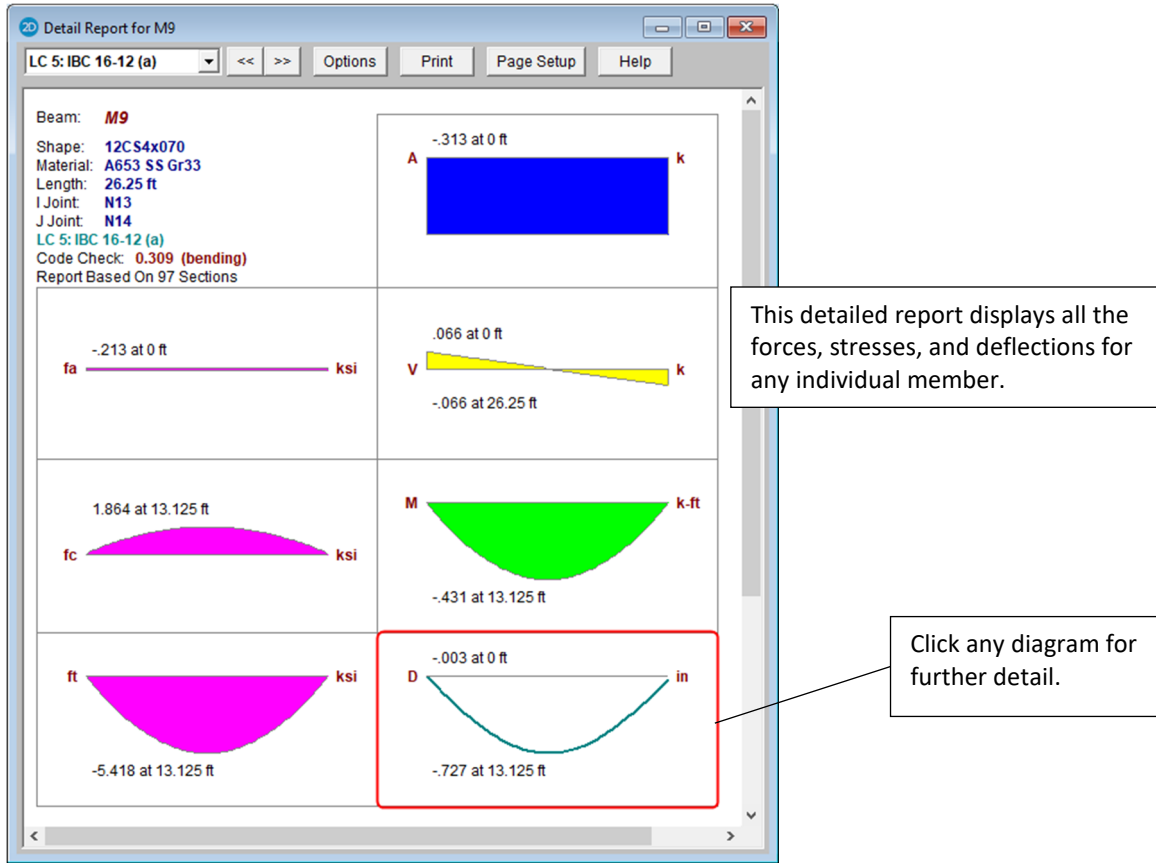 2D Detail Report for M9
LC 5: IBC 16-12 (a) << >> Options Print Page Setup Help
Beam: M9
Shape: 12CS4x070
Material: A653 SS Gr33
Length: 26.25 ft
I Joint: N13
J Joint: N14
LC 5: IBC 16-12 (a)
Code Check: 0.309 (bending)
Report Based On 97 Sections
-.313 at 0 ft
A k
-.213 at 0 ft
fa ksi
.066 at 0 ft
V k
-.066 at 26.25 ft
1.864 at 13.125 ft
fc ksi
M k-ft
-.431 at 13.125 ft
ft ksi
-5.418 at 13.125 ft
-.003 at 0 ft
D in
-.727 at 13.125 ft
This detailed report displays all the
forces, stresses, and deflections for
any individual member.
Click any diagram for
further detail.